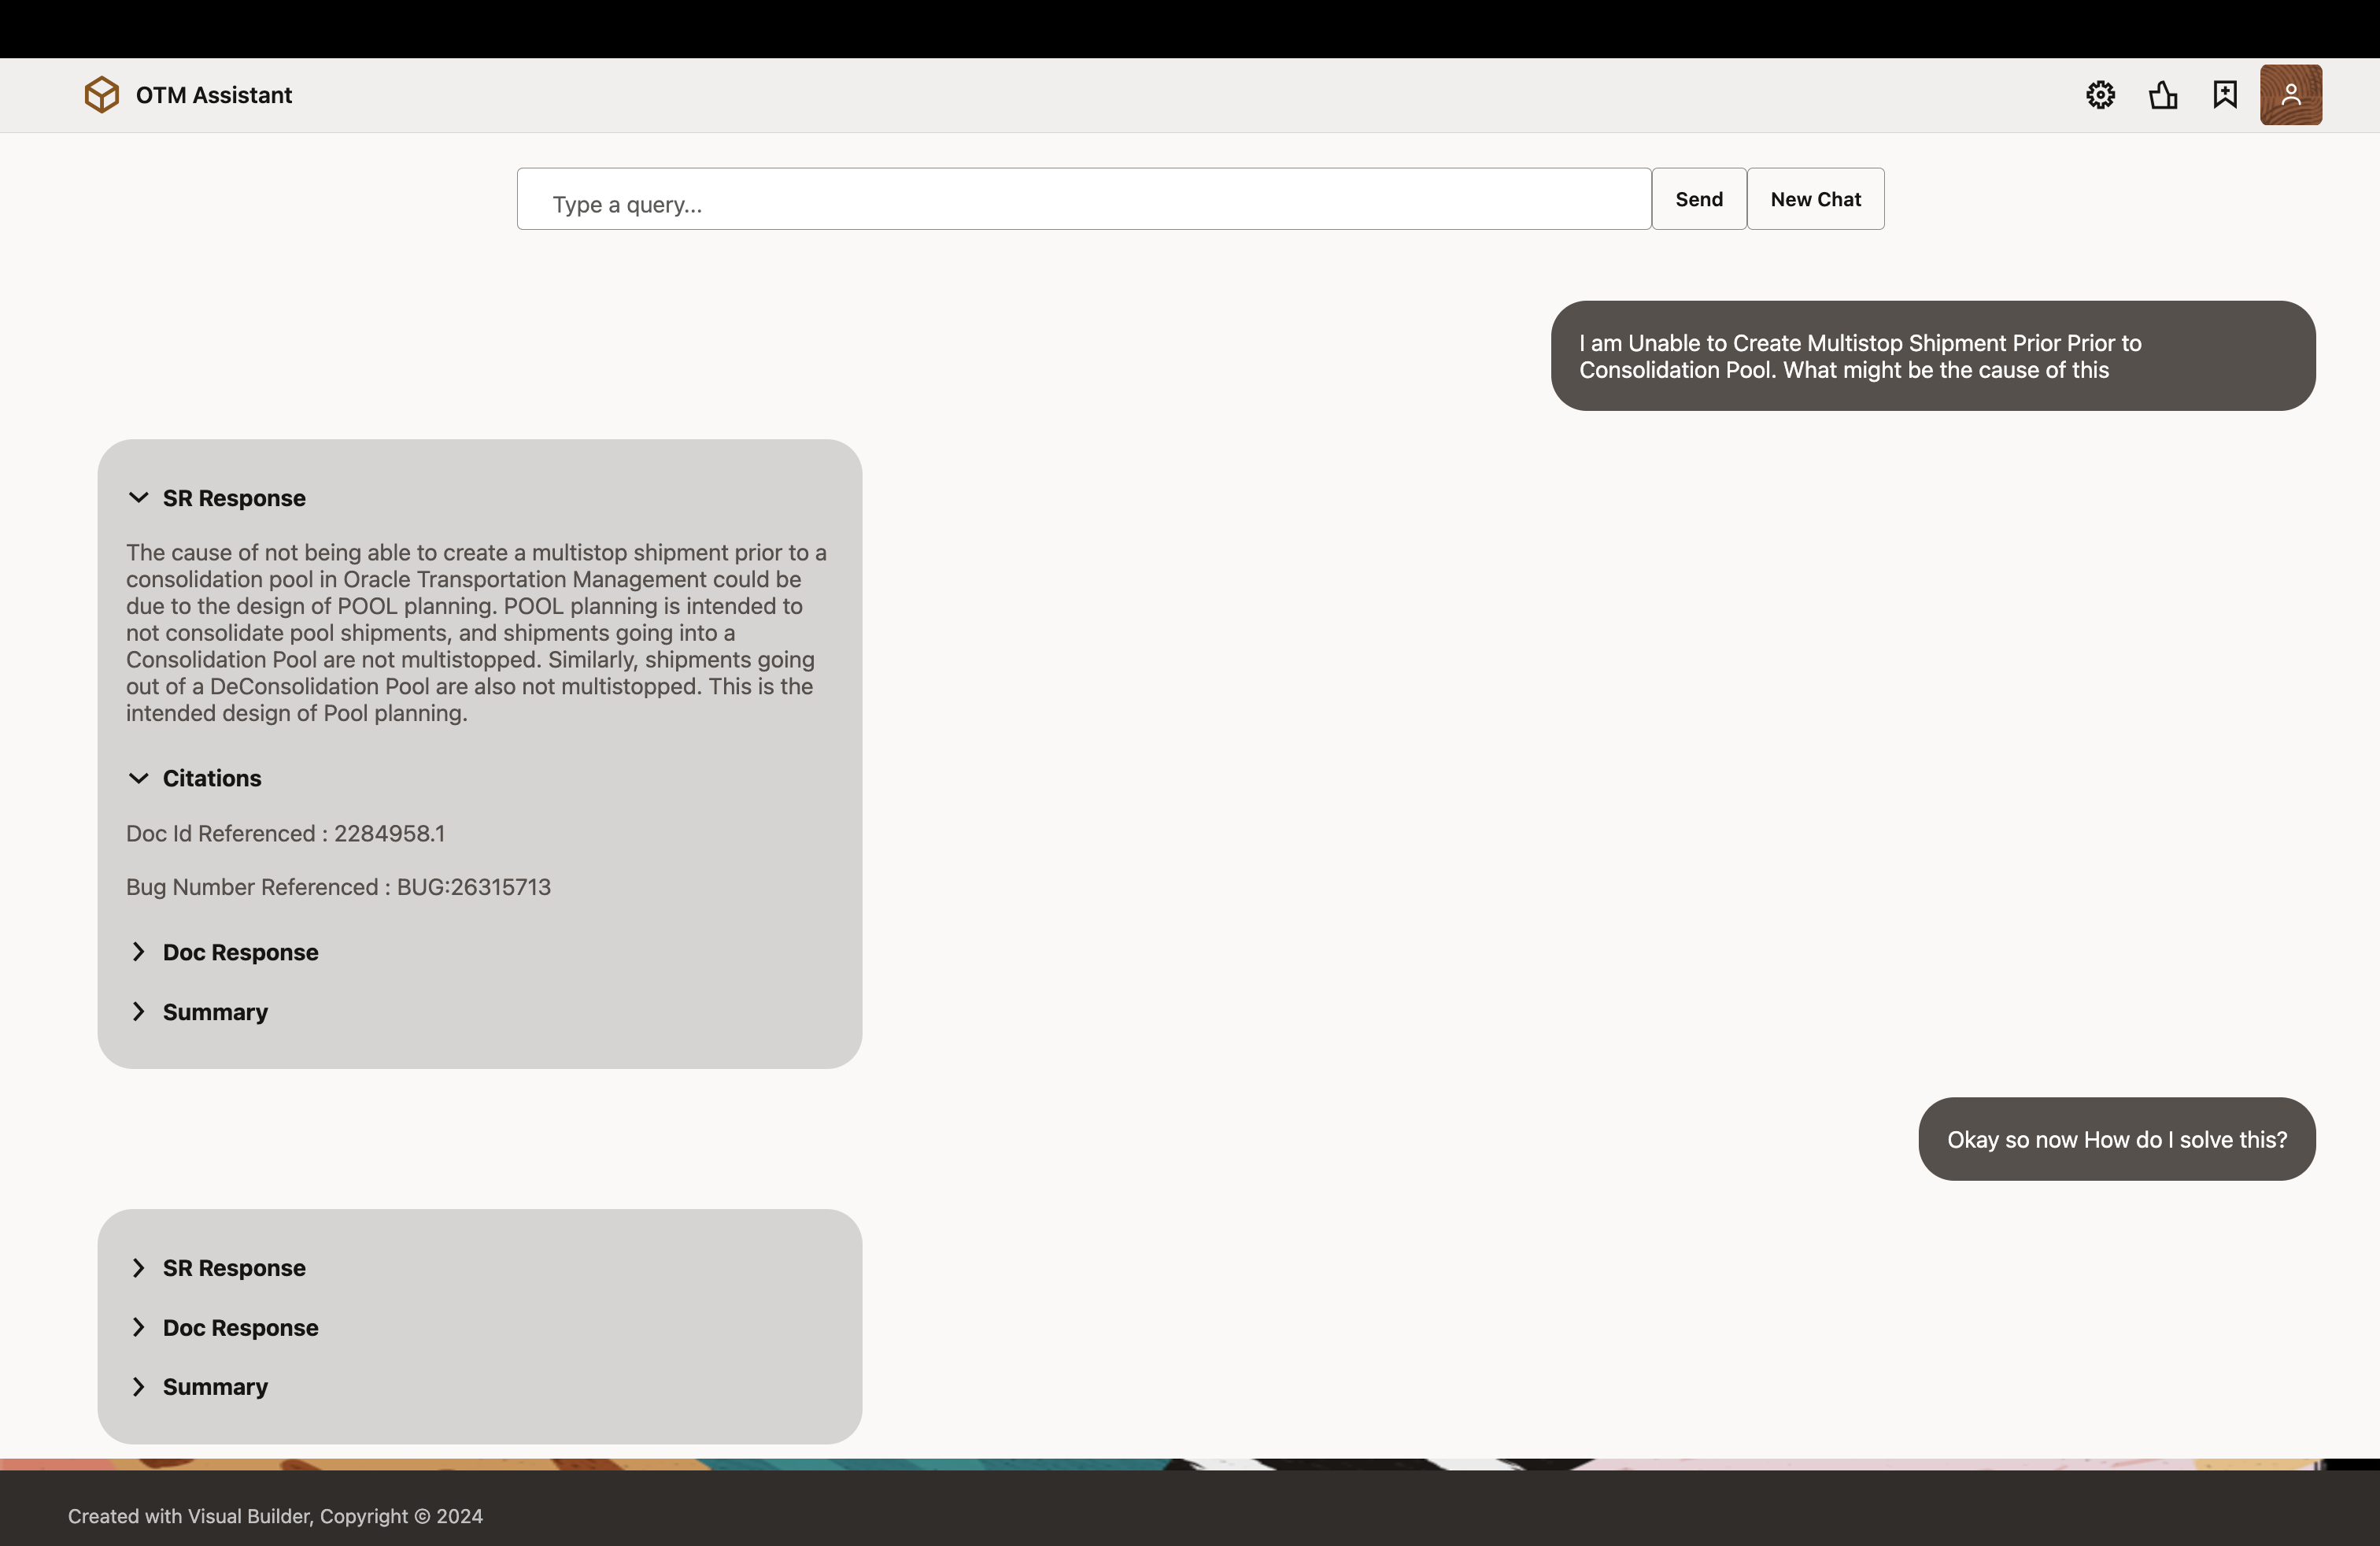 OTM Assistant
Type a query...
Send
New Chat
I am Unable to Create Multistop Shipment Prior Prior to
Consolidation Pool. What might be the cause of this
SR Response
The cause of not being able to create a multistop shipment prior to a
consolidation pool in Oracle Transportation Management could be
due to the design of POOL planning. POOL planning is intended to
not consolidate pool shipments, and shipments going into a
Consolidation Pool are not multistopped. Similarly, shipments going
out of a DeConsolidation Pool are also not multistopped. This is the
intended design of Pool planning.
Citations
Doc Id Referenced : 2284958.1
Bug Number Referenced : BUG:26315713
Doc Response
Summary
Okay so now How do I solve this?
SR Response
Doc Response
Summary
Created with Visual Builder, Copyright © 2024